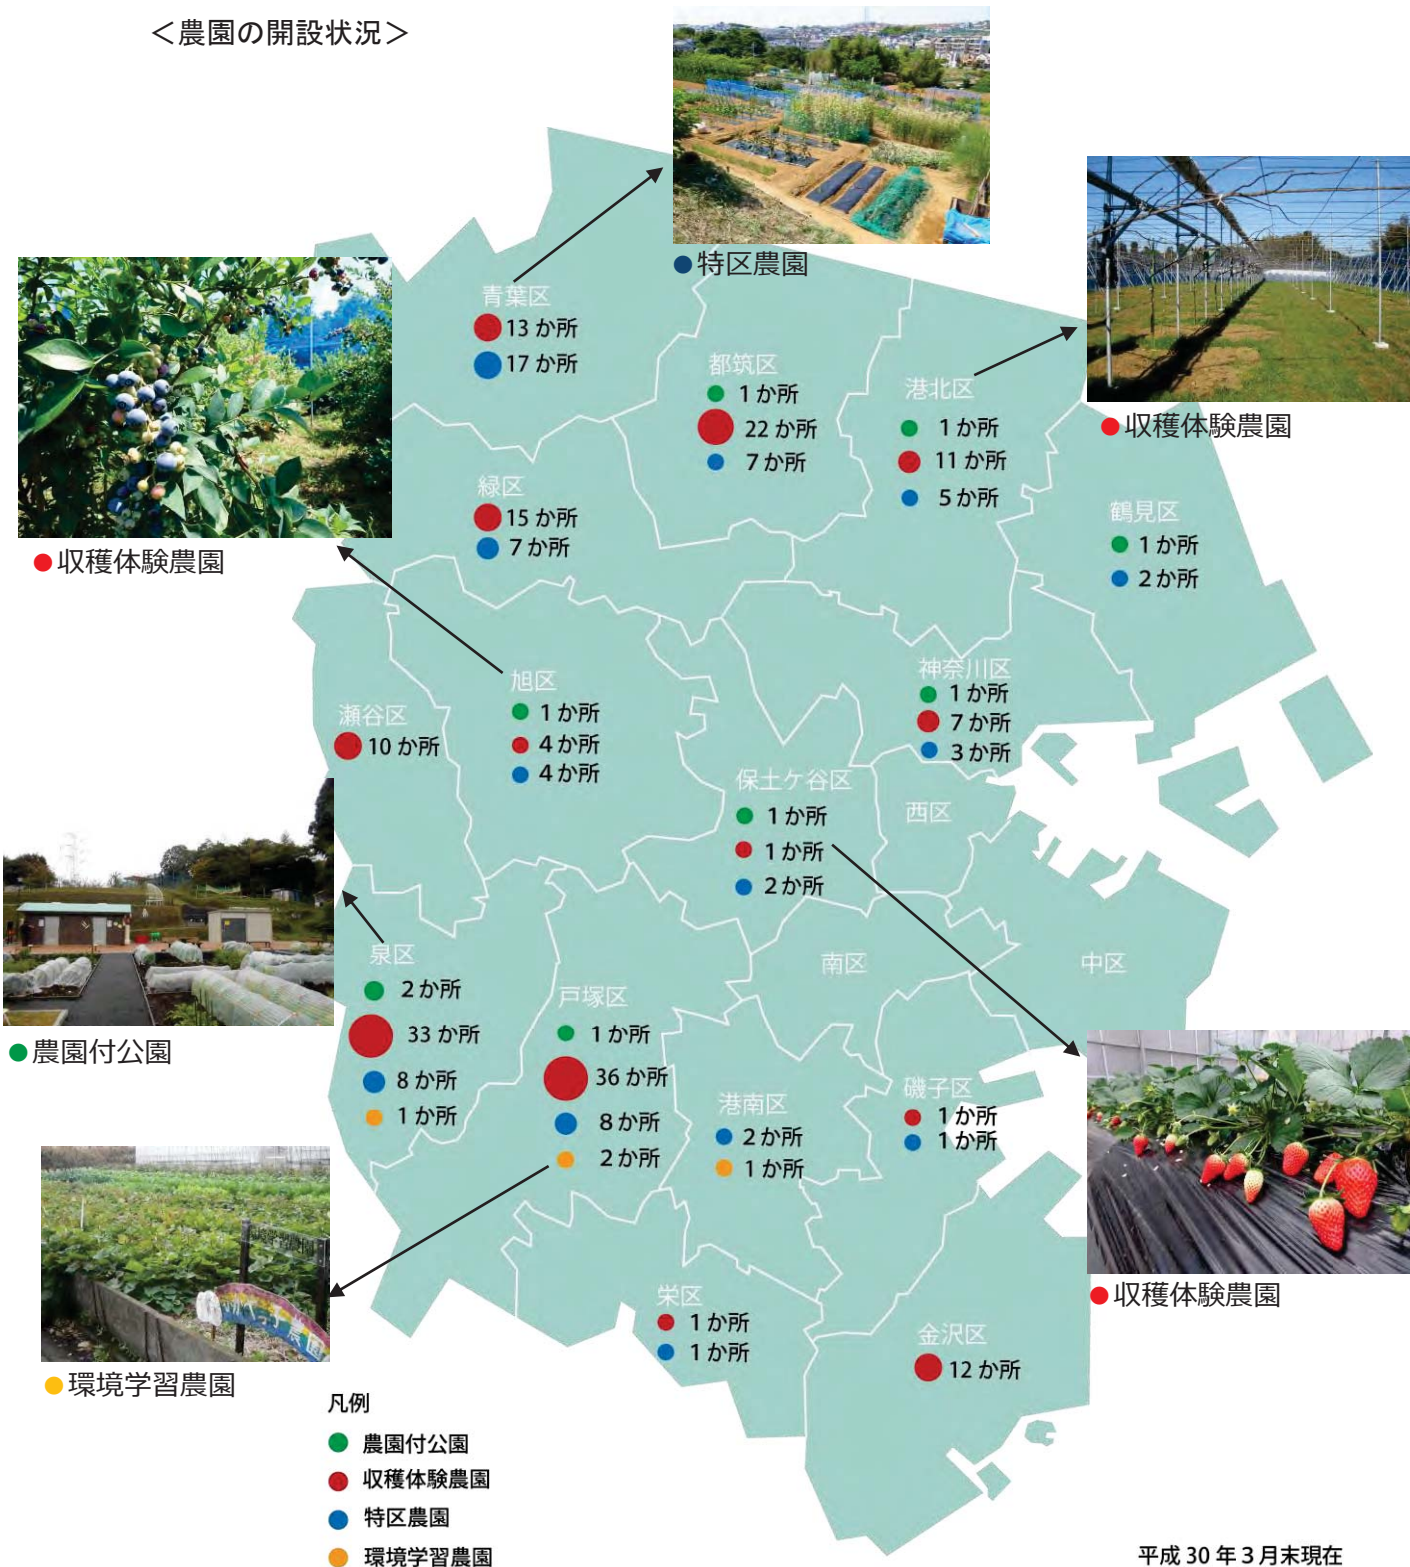 ＜農園の開設状況＞
●特区農園
●収穫体験農園
●収穫体験農園
青葉区
13 か所
17 か所
都筑区
1 か所
22 か所
7 か所
港北区
1 か所
11 か所
5 か所
緑区
15 か所
7 か所
鶴見区
1 か所
2 か所
旭区
1 か所
4 か所
4 か所
瀬谷区
10 か所
神奈川区
1 か所
7 か所
3 か所
保土ケ谷区
1 か所
1 か所
2 か所
西区
●農園付公園
泉区
2 か所
33 か所
8 か所
1 か所
戸塚区
1 か所
36 か所
8 か所
2 か所
南区
中区
港南区
2 か所
1 か所
磯子区
1 か所
1 か所
●収穫体験農園
栄区
1 か所
1 か所
金沢区
12 か所
環境学習農園
●環境学習農園
凡例
農園付公園
収穫体験農園
特区農園
環境学習農園
平成 30 年 3 月末現在